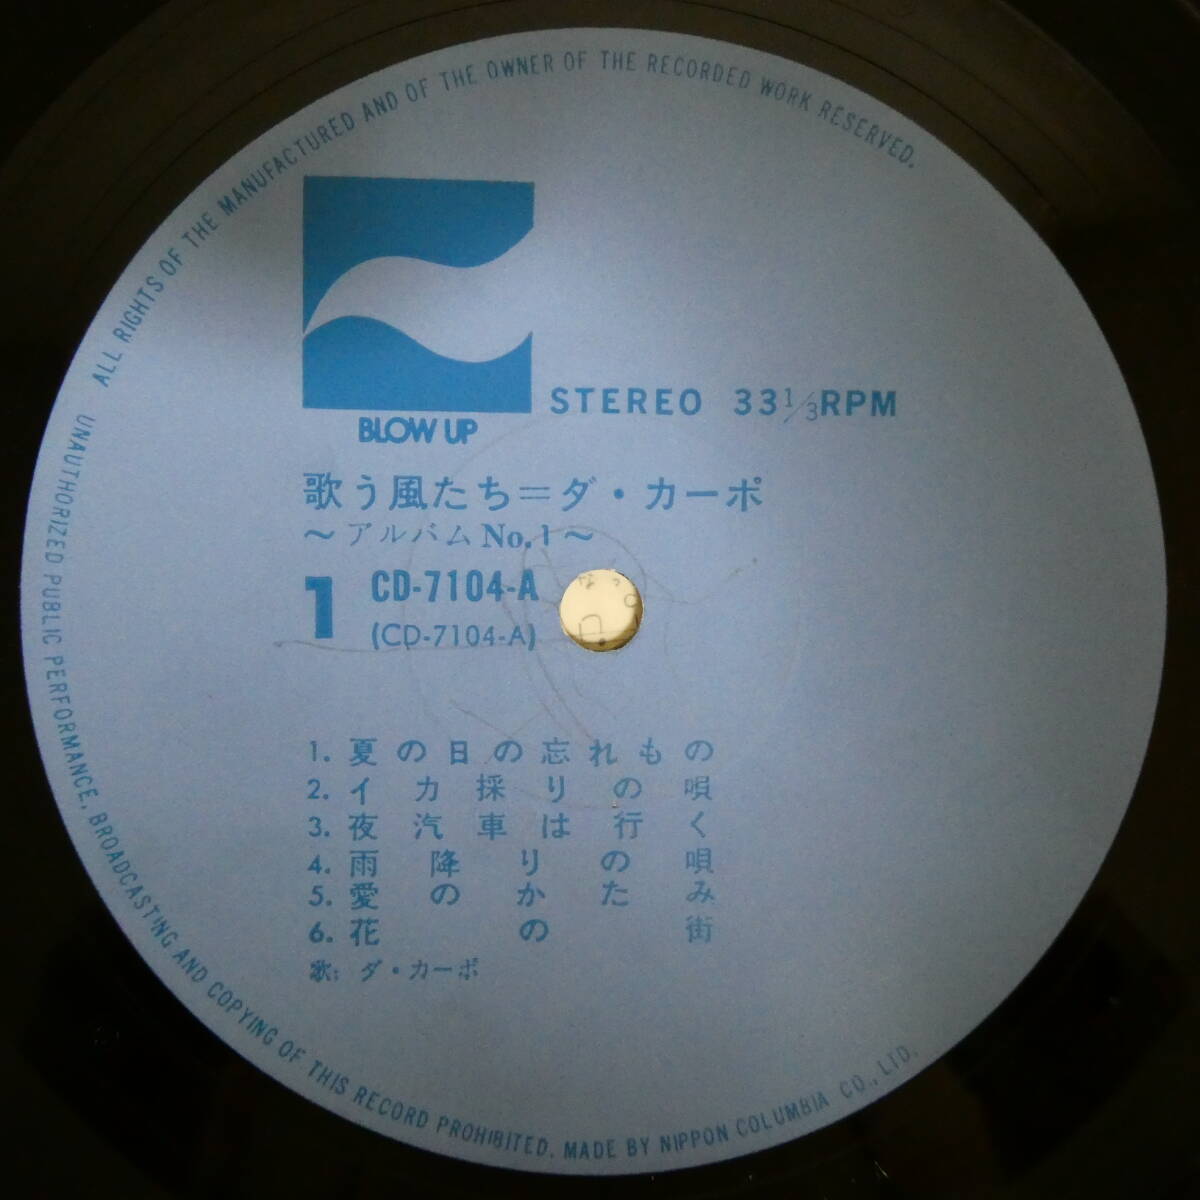 ALL RIGHTS OF THE MANUFACTURED AND OF THE OWNER OF THE RECORDED WORK RESERVED.
BLOW UP
STEREO 33 1/3 RPM
歌う風たち=ダ・カーポ
～アルバムNo.1～
1 CD-7104-A
(CD-7104-A)
1. 夏の日の忘れもの
2. イカ採りの唄
3. 夜汽車は行く
4. 雨降りの唄
5. 愛のかたみ
6. 花の街
歌: ダ・カーポ
UNAUTHORIZED PUBLIC PERFORMANCE, BROADCASTING AND COPYING OF THIS RECORD PROHIBITED. MADE BY NIPPON COLUMBIA CO., LTD.